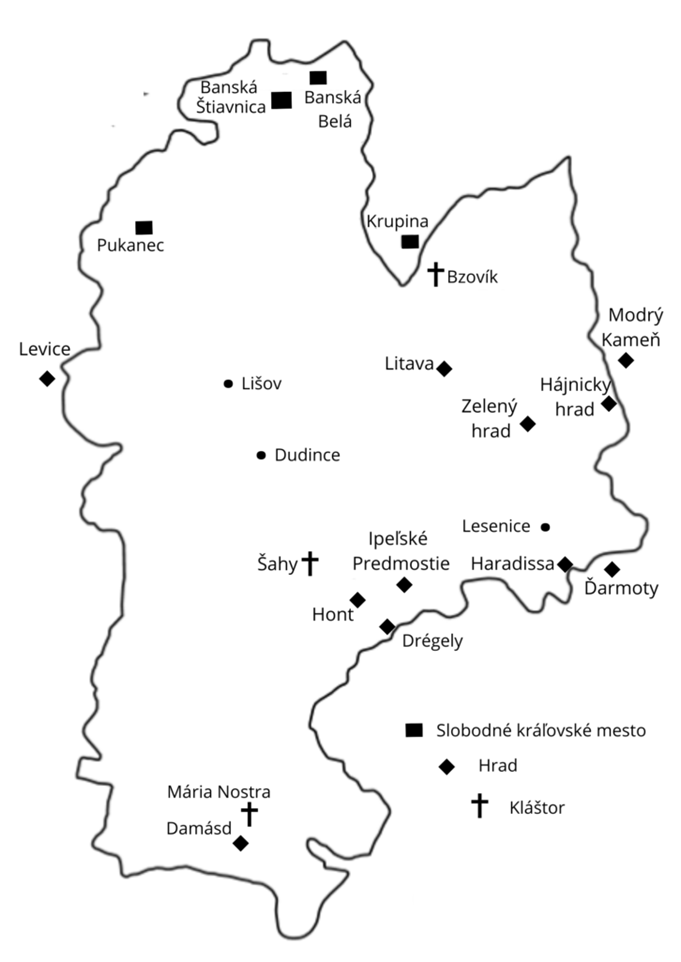 Banská
Štiavnica
Banská
Belá
Pukanec
Krupina
Bzovík
Levice
Modrý
Kameň
Litava
Lišov
Hájnický
hrad
Zelený
hrad
Dudince
Lesenice
Ipeľské
Predmostie
Šahy
Haradissa
Ďarmoty
Hont
Drégely
Slobodné kráľovské mesto
Hrad
Kláštor
Mária Nostra
Damásd